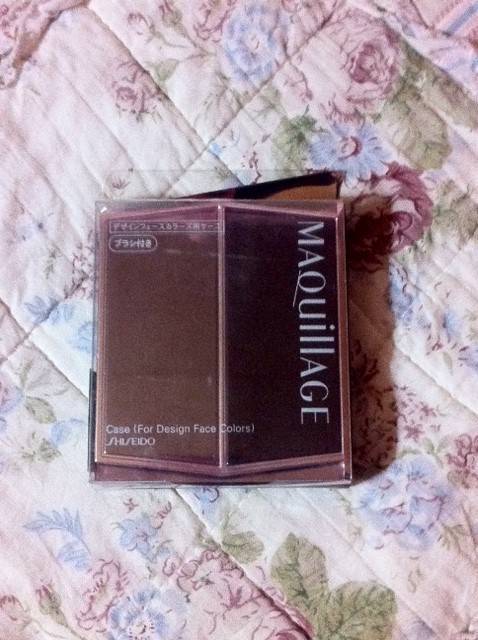 デザインフェースカラーズ用ケース
ブラシ付き
MAQuillAGE
Case (For Design Face Colors)
SHISEIDO